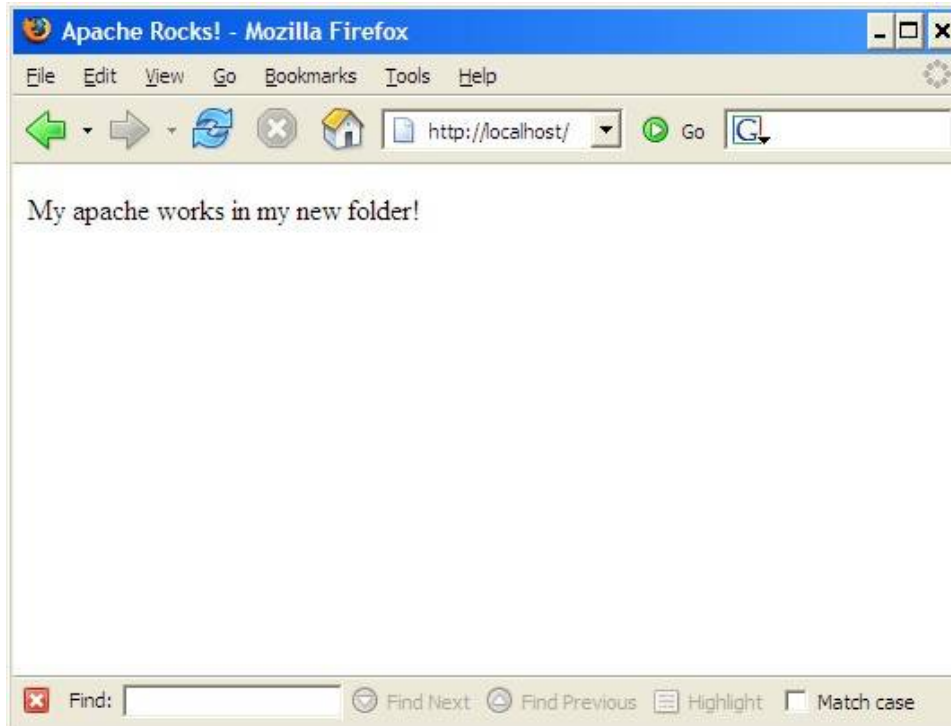 Apache Rocks! - Mozilla Firefox
File Edit View Go Bookmarks Tools Help
http://localhost/ Go G
My apache works in my new folder!
Find: Find Next Find Previous Highlight Match case